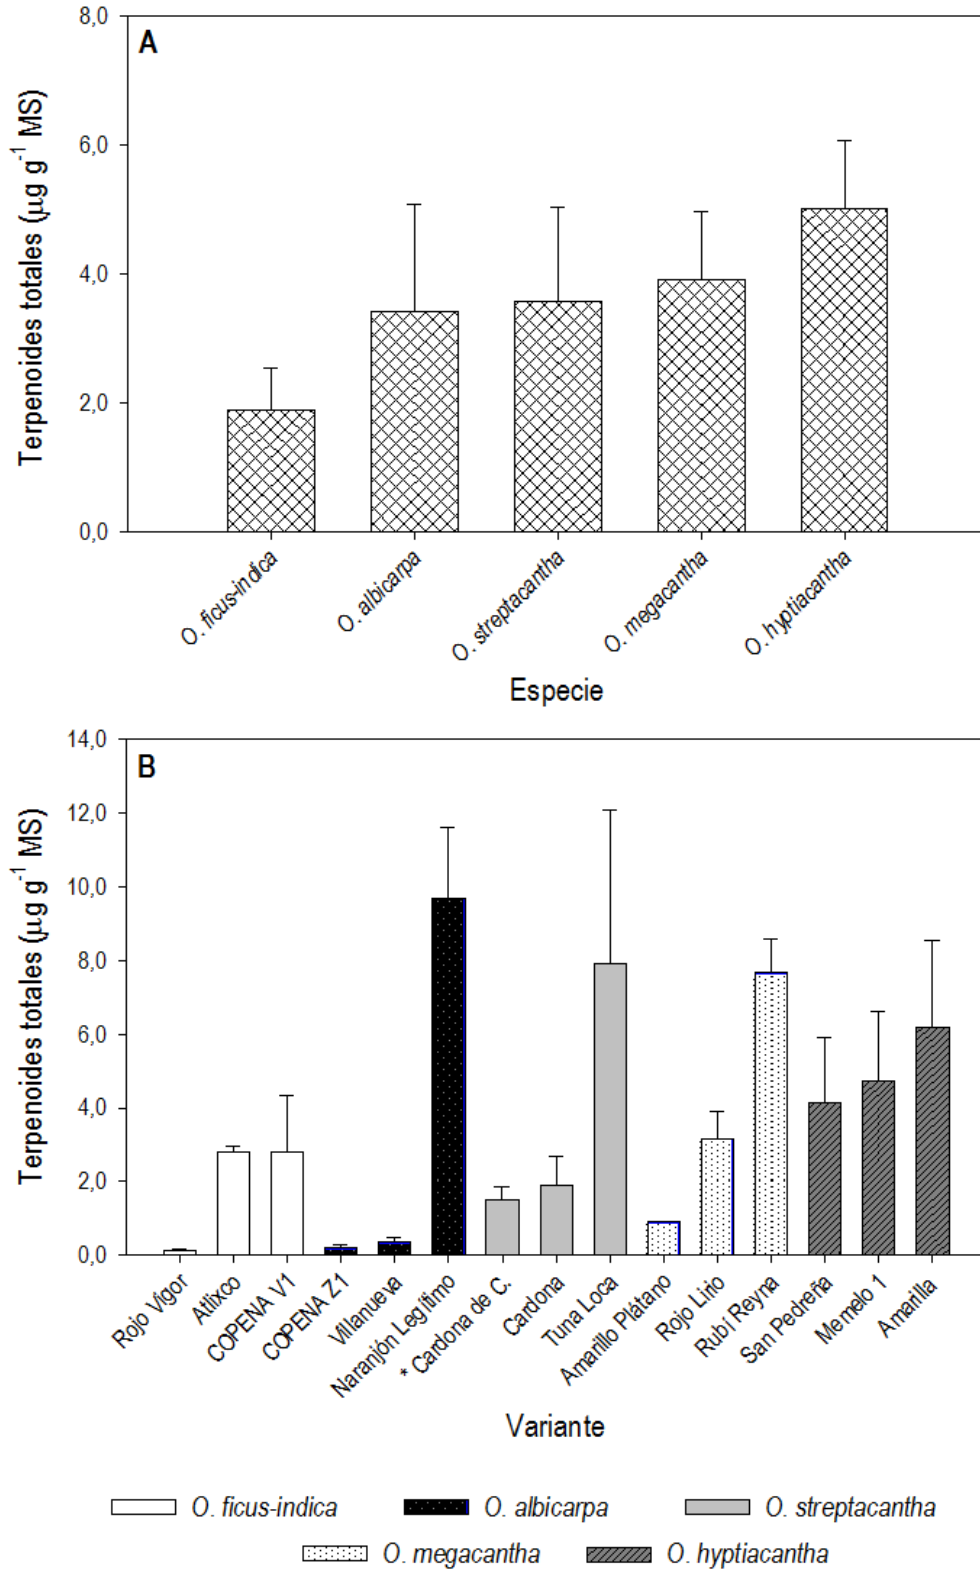 A
8,0
6,0
4,0
2,0
0,0
Terpenoides totales (µg g-1 MS)
O. ficus-indica
O. albicarpa
O. streptacantha
O. megacantha
O. hyptiacantha
Especie
B
14,0
12,0
10,0
8,0
6,0
4,0
2,0
0,0
Terpenoides totales (µg g-1 MS)
Rojo Vigor
Atlixco
COPENA V1
COPENA Z1
Villanueva
Naranjón Legítimo
* Cardona de C.
Cardona
Tuna Loca
Amarillo Plátano
Rojo Lirio
Rubí Reyna
San Pedreña
Memelo 1
Amarilla
Variante
O. ficus-indica O. albicarpa O. streptacantha
O. megacantha O. hyptiacantha